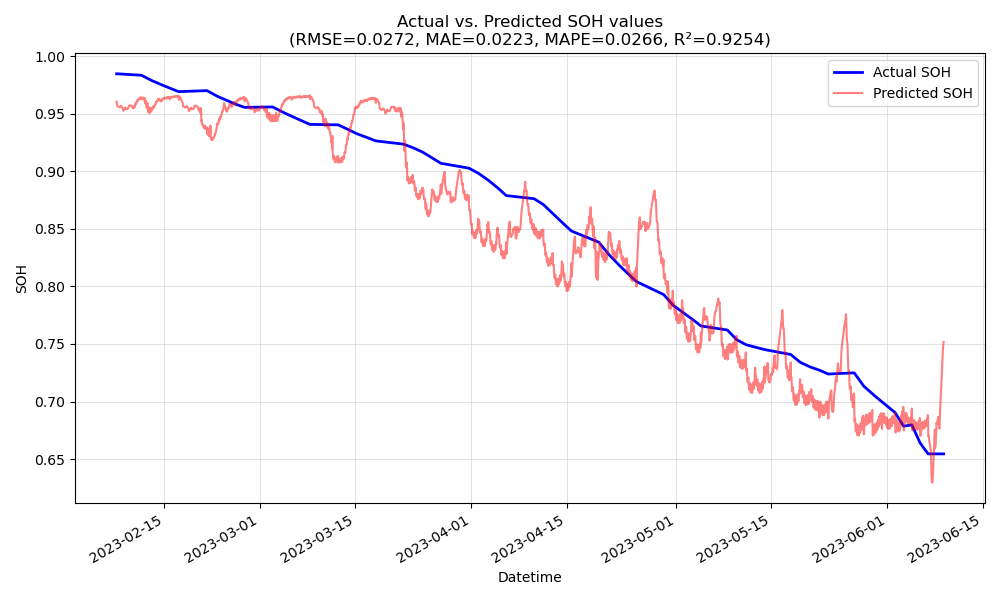 Actual vs. Predicted SOH values
(RMSE=0.0272, MAE=0.0223, MAPE=0.0266, R²=0.9254)
Actual SOH
Predicted SOH
SOH
1.00
0.95
0.90
0.85
0.80
0.75
0.70
0.65
2023-02-15
2023-03-01
2023-03-15
2023-04-01
2023-04-15
2023-05-01
2023-05-15
2023-06-01
2023-06-15
Datetime